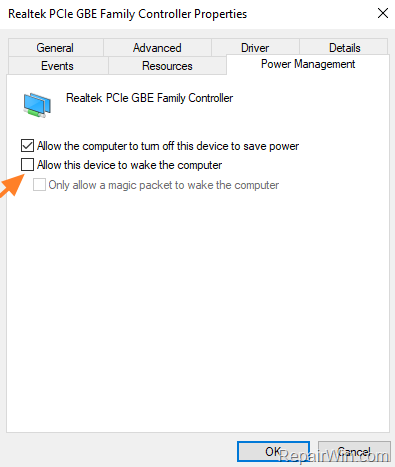 Realtek PCIe GBE Family Controller Properties
General Advanced Driver Details
Events Resources Power Management
Realtek PCIe GBE Family Controller
Allow the computer to turn off this device to save power
Allow this device to wake the computer
Only allow a magic packet to wake the computer
OK Cancel
RepairWin.com